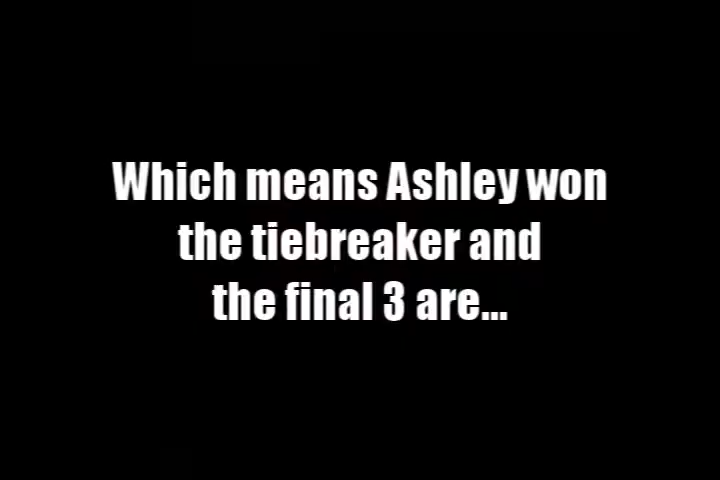 Which means Ashley won
the tiebreaker and
the final 3 are...